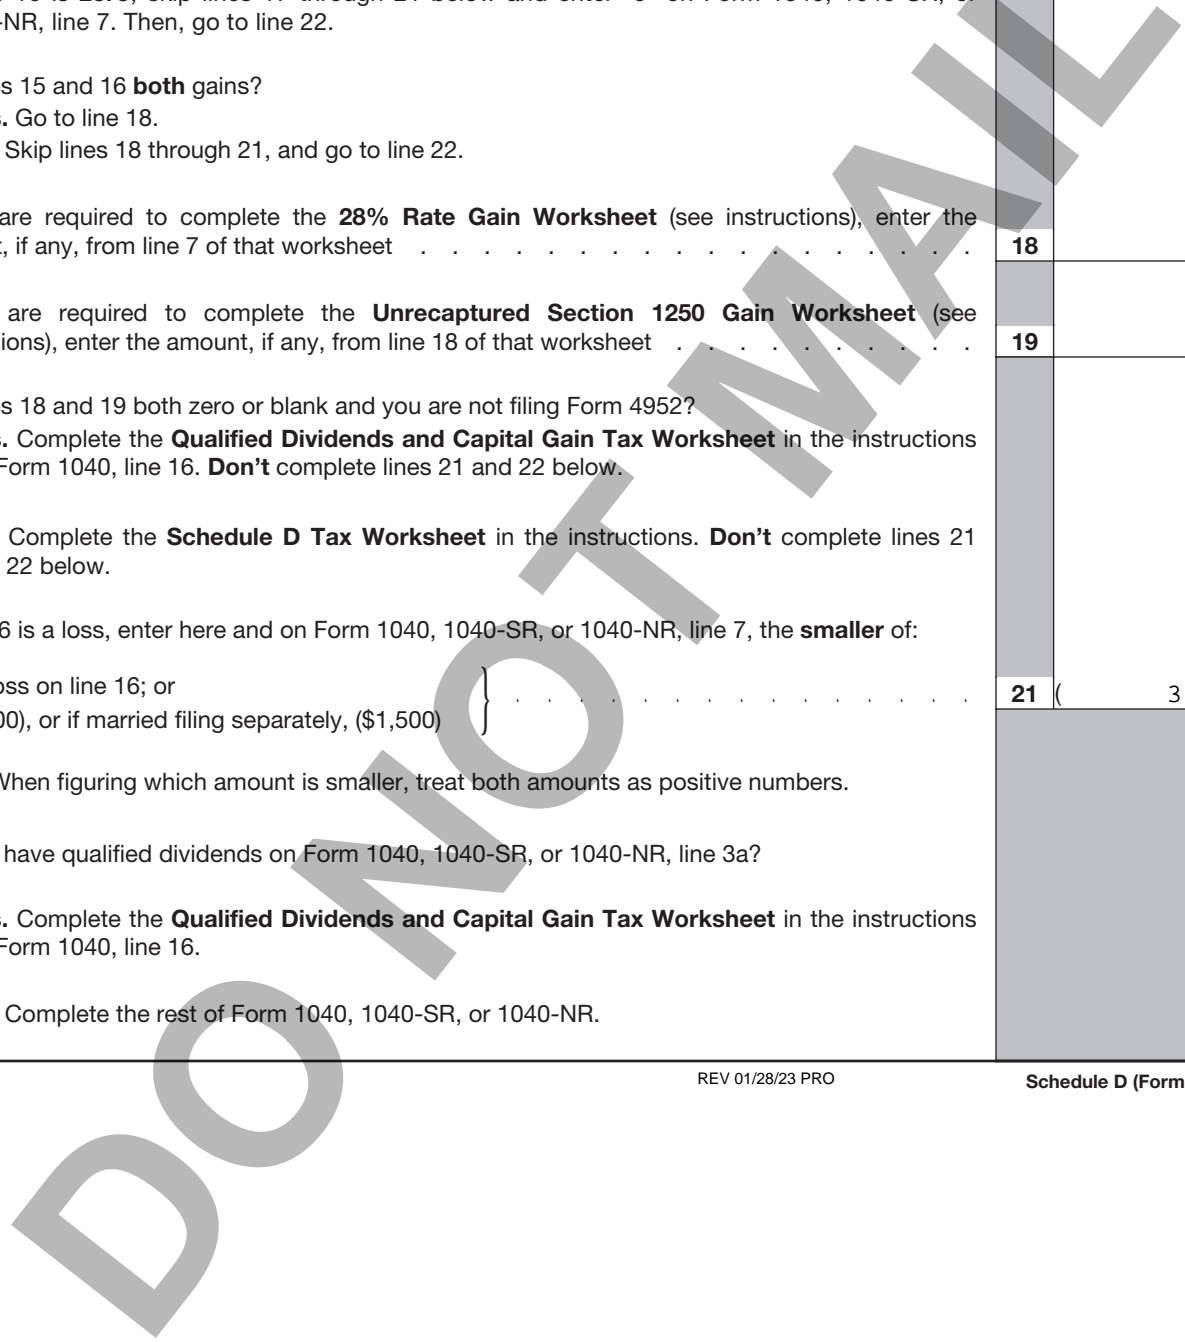 -NR, line 7. Then, go to line 22.
s 15 and 16 both gains?
s. Go to line 18.
Skip lines 18 through 21, and go to line 22.
are required to complete the 28% Rate Gain Worksheet (see instructions), enter the
t, if any, from line 7 of that worksheet . . . . . . . . . . . . . . . . . . 18
are required to complete the Unrecaptured Section 1250 Gain Worksheet (see
ions), enter the amount, if any, from line 18 of that worksheet . . . . . . . . . . 19
s 18 and 19 both zero or blank and you are not filing Form 4952?
s. Complete the Qualified Dividends and Capital Gain Tax Worksheet in the instructions
Form 1040, line 16. Don't complete lines 21 and 22 below.
Complete the Schedule D Tax Worksheet in the instructions. Don't complete lines 21
22 below.
6 is a loss, enter here and on Form 1040, 1040-SR, or 1040-NR, line 7, the smaller of:
oss on line 16; or
00), or if married filing separately, ($1,500) } . . . . . . . . . . . . . . . 21 ( 3
When figuring which amount is smaller, treat both amounts as positive numbers.
have qualified dividends on Form 1040, 1040-SR, or 1040-NR, line 3a?
s. Complete the Qualified Dividends and Capital Gain Tax Worksheet in the instructions
Form 1040, line 16.
Complete the rest of Form 1040, 1040-SR, or 1040-NR.
REV 01/28/23 PRO Schedule D (Form
DO NOT MAIL